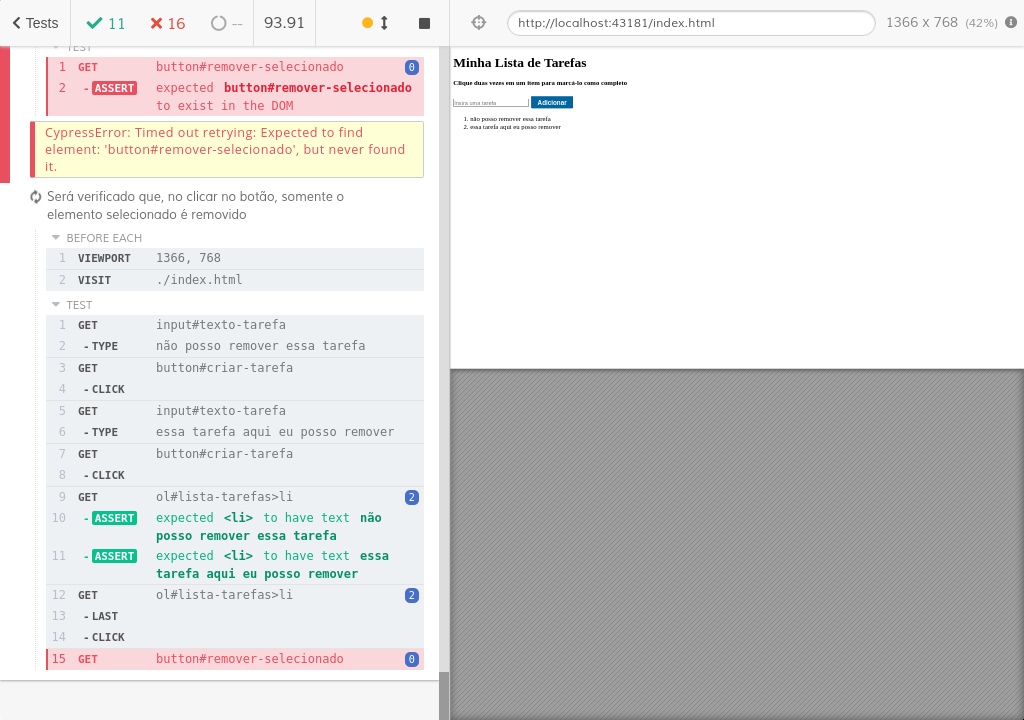 Tests
11
16
--
93.91
http://localhost:43181/index.html
1366 x 768 (42%)
TEST
1 GET button#remover-selecionado 0
2 - ASSERT expected button#remover-selecionado
to exist in the DOM
CypressError: Timed out retrying: Expected to find
element: 'button#remover-selecionado', but never found
it.
Será verificado que, no clicar no botão, somente o
elemento selecionado é removido
BEFORE EACH
1 VIEWPORT 1366, 768
2 VISIT ./index.html
TEST
1 GET input#texto-tarefa
2 - TYPE não posso remover essa tarefa
3 GET button#criar-tarefa
4 - CLICK
5 GET input#texto-tarefa
6 - TYPE essa tarefa aqui eu posso remover
7 GET button#criar-tarefa
8 - CLICK
9 GET ol#lista-tarefas>li 2
10 - ASSERT expected <li> to have text não
posso remover essa tarefa
11 - ASSERT expected <li> to have text essa
tarefa aqui eu posso remover
12 GET ol#lista-tarefas>li 2
13 - LAST
14 - CLICK
15 GET button#remover-selecionado 0
Minha Lista de Tarefas
Clique duas vezes em um item para marcá-lo como completo
Insira uma tarefa Adicionar
1. não posso remover essa tarefa
2. essa tarefa aqui eu posso remover